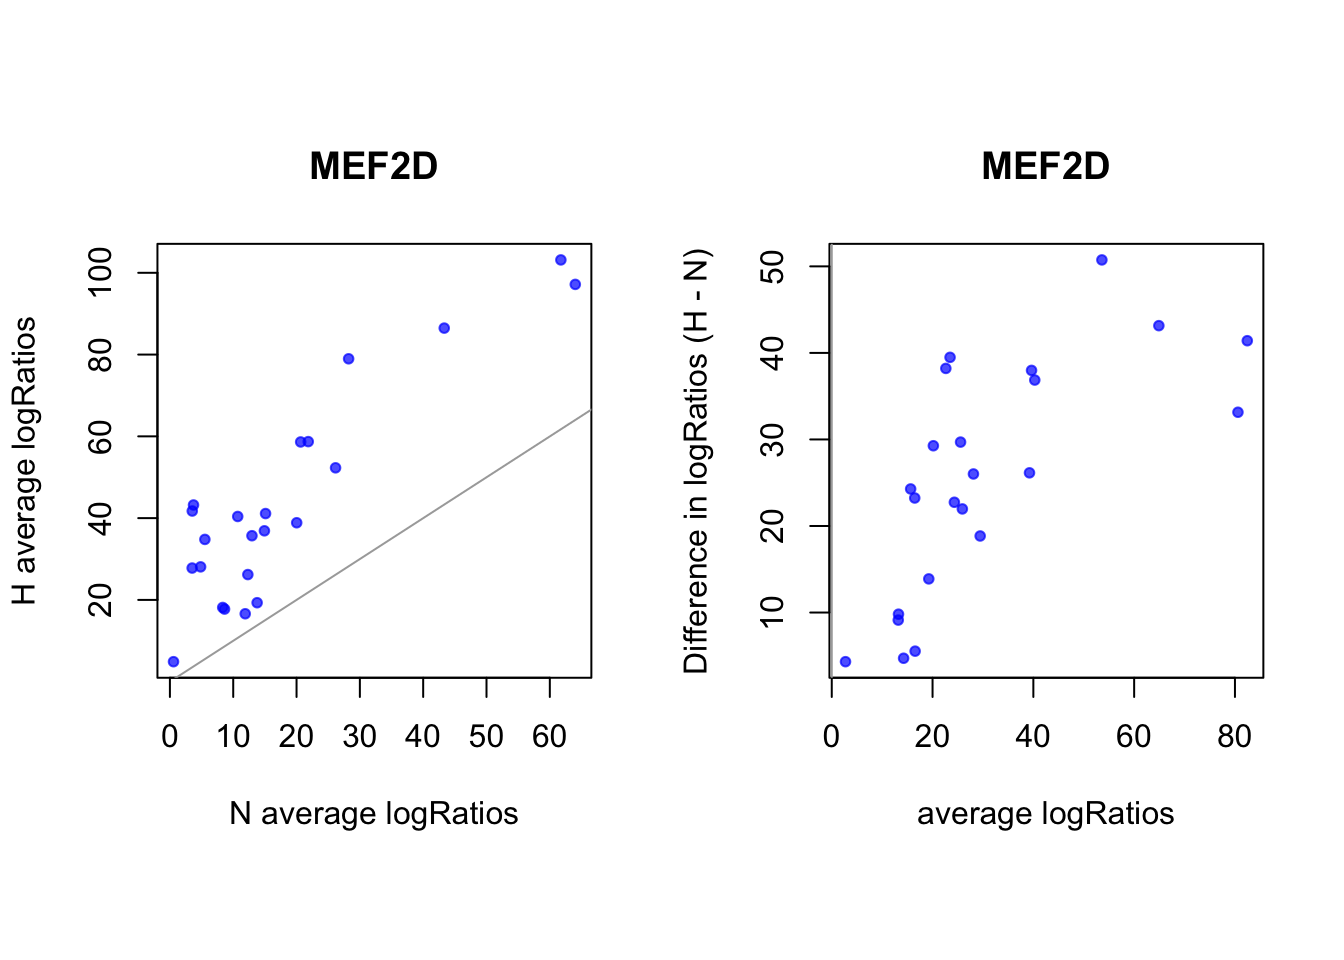 MEF2D
H average logRatios
100
80
60
40
20
0 10 20 30 40 50 60
N average logRatios
MEF2D
Difference in logRatios (H - N)
50
40
30
20
10
0 20 40 60 80
average logRatios